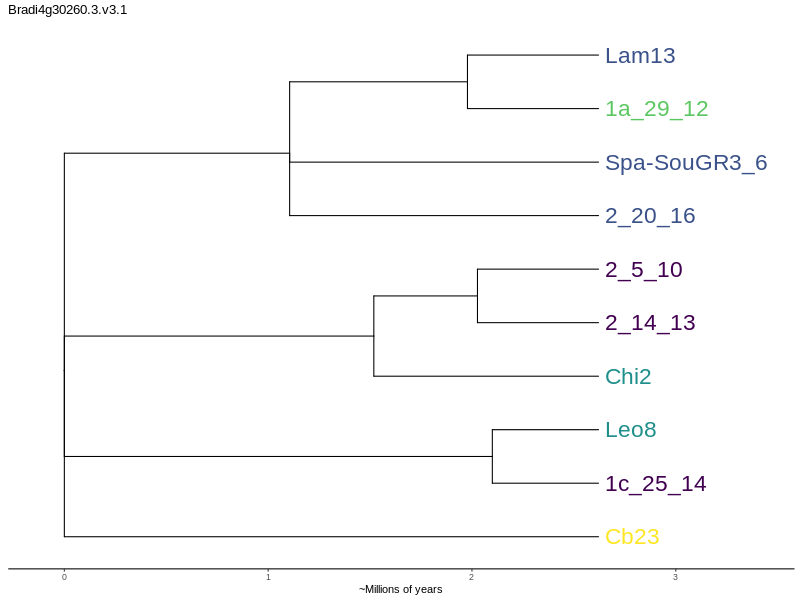 Bradi4g30260.3.v3.1
Lam13
1a_29_12
Spa-SouGR3_6
2_20_16
2_5_10
2_14_13
Chi2
Leo8
1c_25_14
Cb23
0 1 2 3
~Millions of years